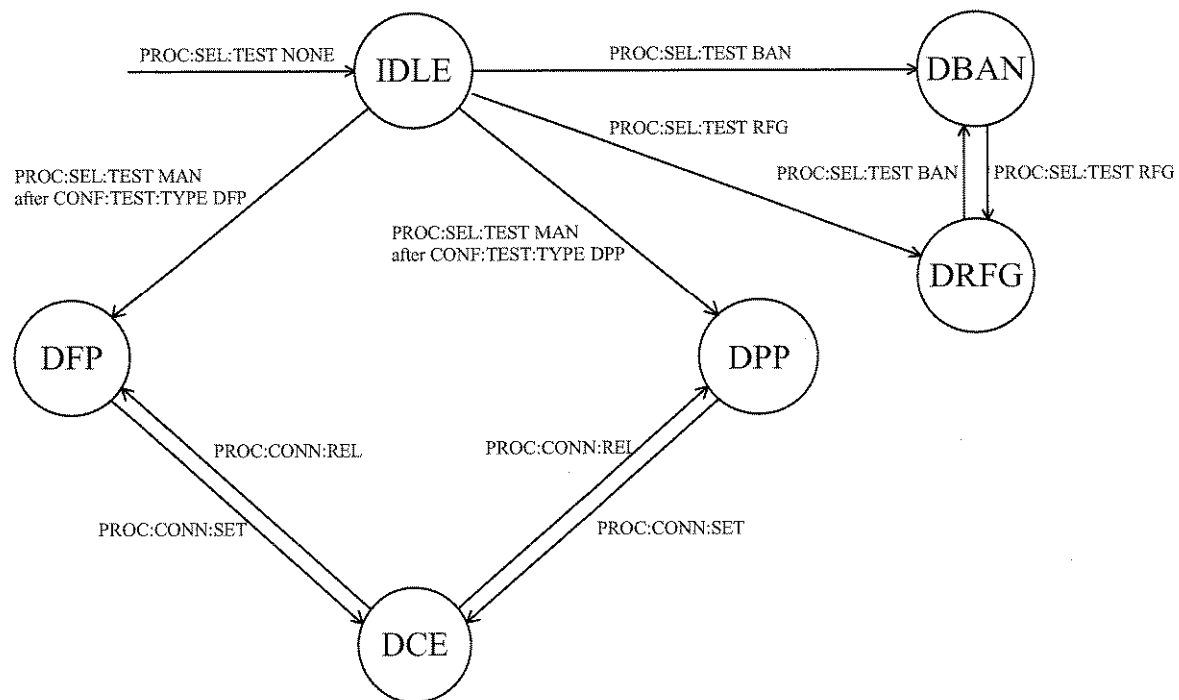 PROC:SEL:TEST NONE
IDLE
PROC:SEL:TEST BAN
DBAN
PROC:SEL:TEST RFG
PROC:SEL:TEST BAN
PROC:SEL:TEST RFG
PROC:SEL:TEST MAN
after CONF:TEST:TYPE DFP
PROC:SEL:TEST MAN
after CONF:TEST:TYPE DPP
DRFG
DFP
DPP
PROC:CONN:REL
PROC:CONN:REL
PROC:CONN:SET
PROC:CONN:SET
DCE